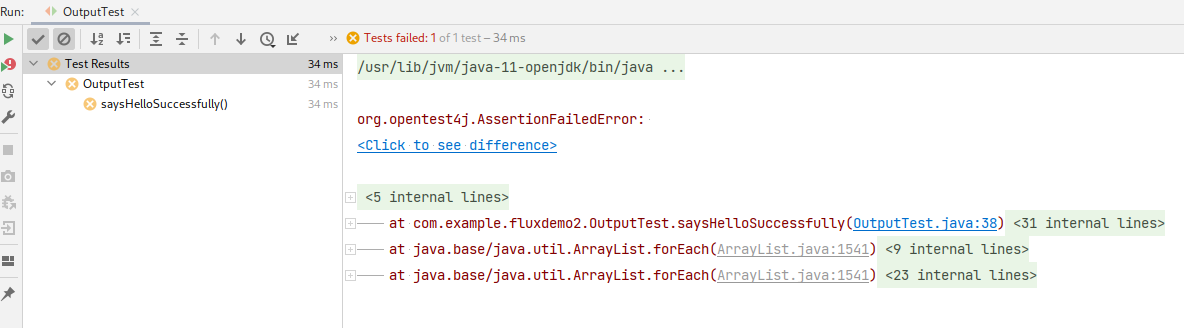 Run: OutputTest
Tests failed: 1 of 1 test – 34 ms
Test Results 34 ms
OutputTest 34 ms
saysHelloSuccessfully() 34 ms
/usr/lib/jvm/java-11-openjdk/bin/java ...
org.opentest4j.AssertionFailedError:
<Click to see difference>
<5 internal lines>
at com.example.fluxdemo2.OutputTest.saysHelloSuccessfully(OutputTest.java:38) <31 internal lines>
at java.base/java.util.ArrayList.forEach(ArrayList.java:1541) <9 internal lines>
at java.base/java.util.ArrayList.forEach(ArrayList.java:1541) <23 internal lines>